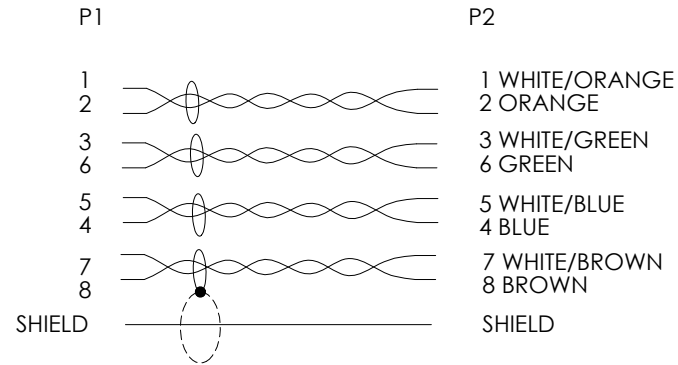 P1 P2
1 1 WHITE/ORANGE
2 2 ORANGE
3 3 WHITE/GREEN
6 6 GREEN
5 5 WHITE/BLUE
4 4 BLUE
7 7 WHITE/BROWN
8 8 BROWN
SHIELD SHIELD